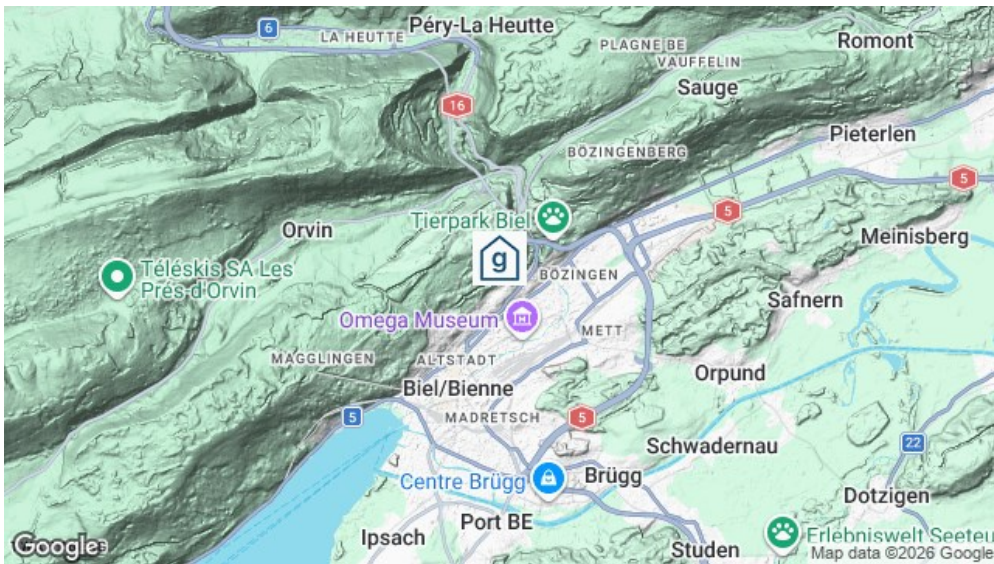 6
Péry-La Heutte
LA HEUTTE
PLAGNE BE
VAUFFELIN
Romont
Sauge
16
Pieterlen
BÖZINGENBERG
5
5
Tierpark Biel
Orvin
Meinisberg
g
BÖZINGEN
Téléskis SA Les
Prés-d'Orvin
Safnern
Omega Museum
METT
MAGGLINGEN
ALTSTADT
Orpund
Biel/Bienne
5
MADRETSCH
5
Schwadernau
22
Centre Brügg
Brügg
Dotzigen
Port BE
Ipsach
Erlebniswelt Seeteu
Studen
Google
Map data ©2026 Google